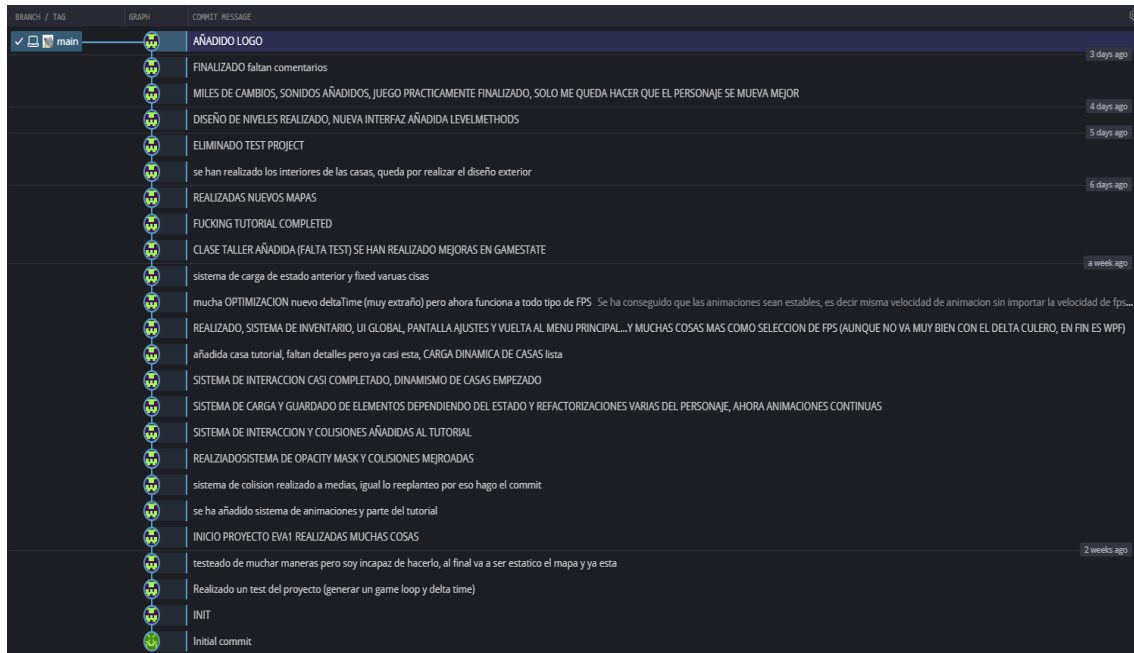 BRANCH / TAG GRAPH COMMIT MESSAGE
main AÑADIDO LOGO
3 days ago
FINALIZADO faltan comentarios
MILES DE CAMBIOS, SONIDOS AÑADIDOS, JUEGO PRACTICAMENTE FINALIZADO, SOLO ME QUEDA HACER QUE EL PERSONAJE SE MUEVA MEJOR
4 days ago
DISEÑO DE NIVELES REALIZADO, NUEVA INTERFAZ AÑADIDA LEVELMETHODS
5 days ago
ELIMINADO TEST PROJECT
se han realizado los interiores de las casas, queda por realizar el diseño exterior
6 days ago
REALIZADAS NUEVOS MAPAS
FUCKING TUTORIAL COMPLETED
CLASE TALLER AÑADIDA (FALTA TEST) SE HAN REALIZADO MEJORAS EN GAMESTATE
a week ago
sistema de carga de estado anterior y fixed varuas cisas
mucha OPTIMIZACION nuevo deltaTime (muy extraño) pero ahora funciona a todo tipo de FPS Se ha conseguido que las animaciones sean estables, es decir misma velocidad de animacion sin importar la velocidad de fps...
REALIZADO, SISTEMA DE INVENTARIO, UI GLOBAL, PANTALLA AJUSTES Y VUELTA AL MENU PRINCIPAL...Y MUCHAS COSAS MAS COMO SELECCION DE FPS (AUNQUE NO VA MUY BIEN CON EL DELTA CULERO, EN FIN ES WPF)
añadida casa tutorial, faltan detalles pero ya casi esta, CARGA DINAMICA DE CASAS lista
SISTEMA DE INTERACCION CASI COMPLETADO, DINAMISMO DE CASAS EMPEZADO
SISTEMA DE CARGA Y GUARDADO DE ELEMENTOS DEPENDIENDO DEL ESTADO Y REFACTORIZACIONES VARIAS DEL PERSONAJE, AHORA ANIMACIONES CONTINUAS
SISTEMA DE INTERACCION Y COLISIONES AÑADIDAS AL TUTORIAL
REALZIADOSISTEMA DE OPACITY MASK Y COLISIONES MEJROADAS
sistema de colision realizado a medias, igual lo reeplanteo por eso hago el commit
se ha añadido sistema de animaciones y parte del tutorial
INICIO PROYECTO EVA1 REALIZADAS MUCHAS COSAS
2 weeks ago
testeado de muchar maneras pero soy incapaz de hacerlo, al final va a ser estatico el mapa y ya esta
Realizado un test del proyecto (generar un game loop y delta time)
INIT
Initial commit